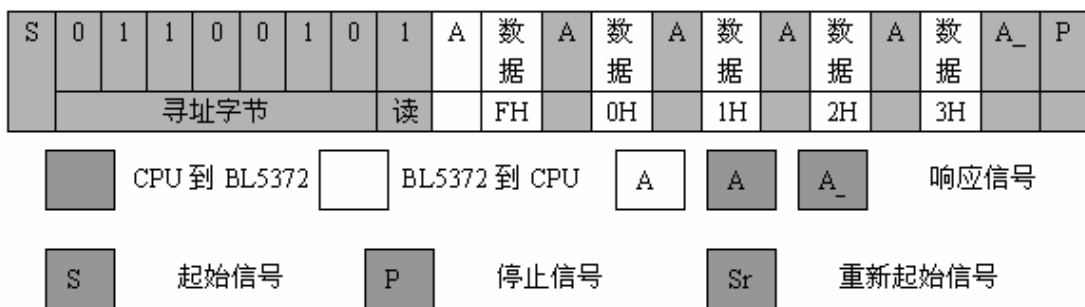 S 0 1 1 0 0 1 0 1 A 数据 A 数据 A 数据 A 数据 A 数据 A_ P
寻址字节 读 FH 0H 1H 2H 3H
CPU 到 BL5372 BL5372 到 CPU A A A_ 响应信号
S 起始信号 P 停止信号 Sr 重新起始信号